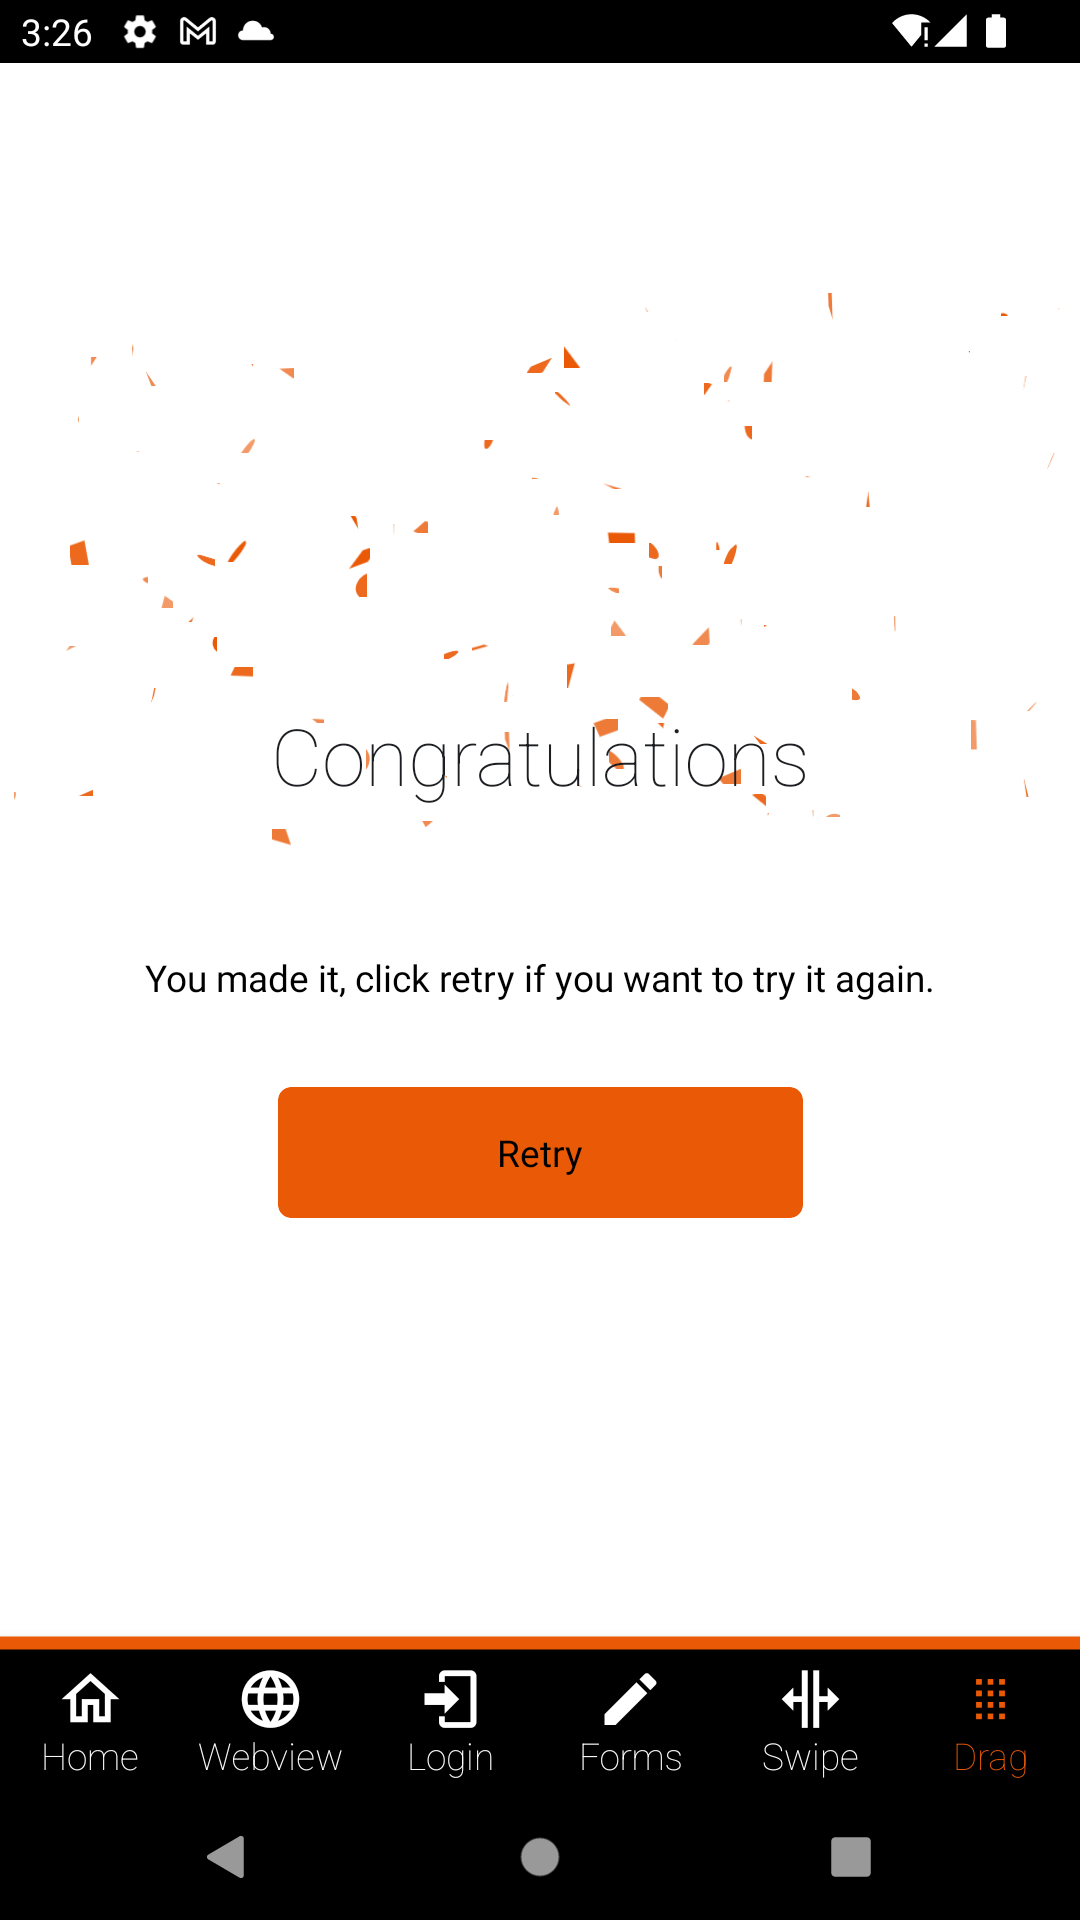 3:26
Congratulations
You made it, click retry if you want to try it again.
Retry
Home Webview Login Forms Swipe Drag